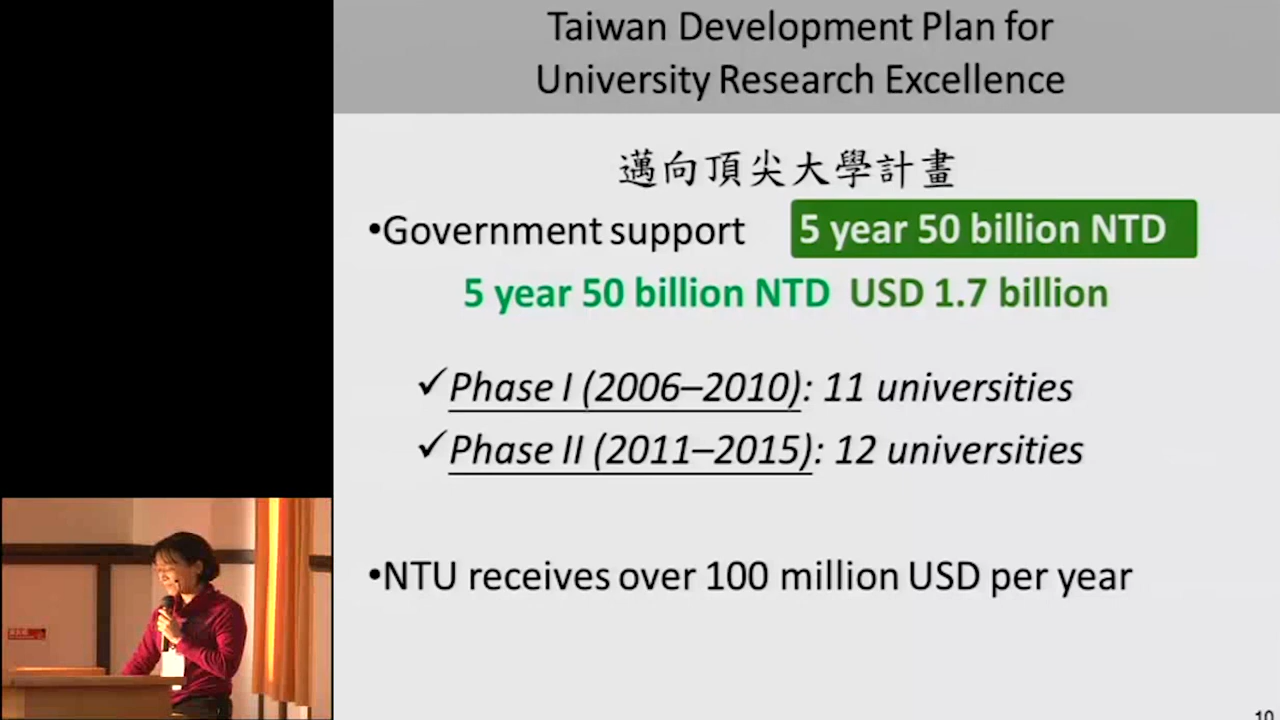 Taiwan Development Plan for
University Research Excellence
邁向頂尖大學計畫
•Government support 5 year 50 billion NTD
5 year 50 billion NTD USD 1.7 billion
✓Phase I (2006–2010): 11 universities
✓Phase II (2011–2015): 12 universities
•NTU receives over 100 million USD per year
10